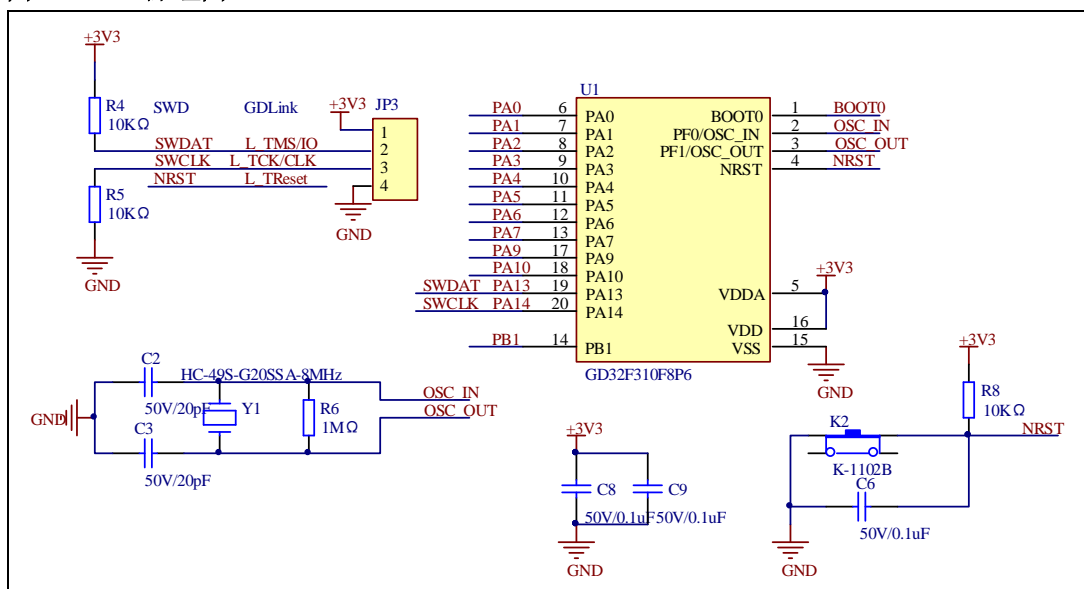 +3V3
R4
10KΩ
SWD
GDLink
+3V3
JP3
1
SWDAT
L_TMS/IO
2
SWCLK
L_TCK/CLK
3
NRST
L_TReset
4
R5
10KΩ
GND
GND
U1
PA0
6
PA0
BOOT0
1
BOOT0
PA1
7
PA1
PF0/OSC_IN
2
OSC_IN
PA2
8
PA2
PF1/OSC_OUT
3
OSC_OUT
PA3
9
PA3
NRST
4
NRST
PA4
10
PA4
PA5
11
PA5
PA6
12
PA6
PA7
13
PA7
PA9
17
PA9
PA10
18
PA10
SWDAT
PA13
19
PA13
VDDA
5
+3V3
SWCLK
PA14
20
PA14
VDD
16
PB1
14
PB1
VSS
15
GD32F310F8P6
GND
C2
HC-49S-G20SSA-8MHz
50V/20pF
Y1
R6
1MΩ
OSC_IN
OSC_OUT
GND
C3
50V/20pF
+3V3
C8
C9
50V/0.1uF
50V/0.1uF
GND
+3V3
R8
10KΩ
K2
NRST
K-1102B
C6
50V/0.1uF
GND